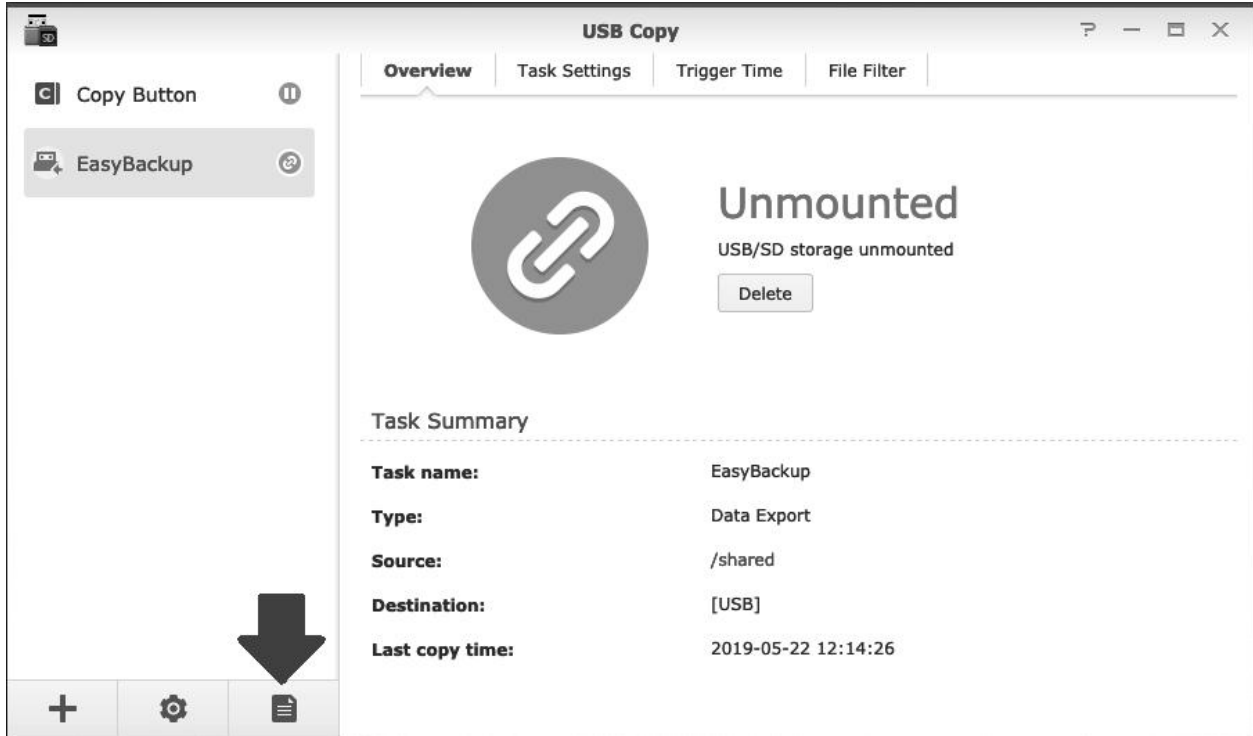 SD
USB Copy
Overview Task Settings Trigger Time File Filter
C Copy Button
EasyBackup
Unmounted
USB/SD storage unmounted
Delete
Task Summary
Task name: EasyBackup
Type: Data Export
Source: /shared
Destination: [USB]
Last copy time: 2019-05-22 12:14:26